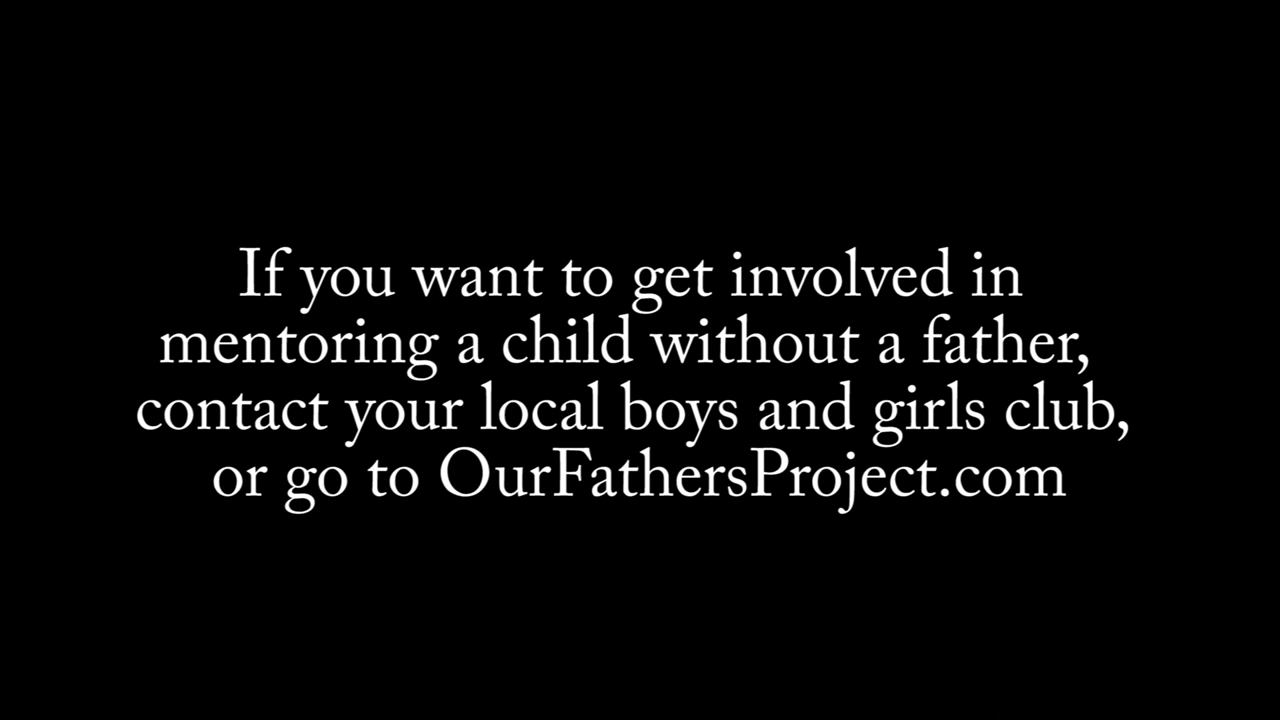 If you want to get involved in
mentoring a child without a father,
contact your local boys and girls club,
or go to OurFathersProject.com